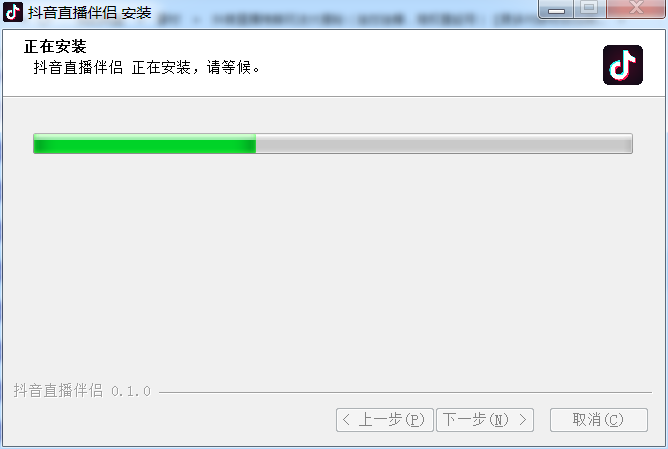 抖音直播伴侣 安装
正在安装
抖音直播伴侣 正在安装，请等候。
抖音直播伴侣 0.1.0
< 上一步(P)
下一步(N) >
取消(C)